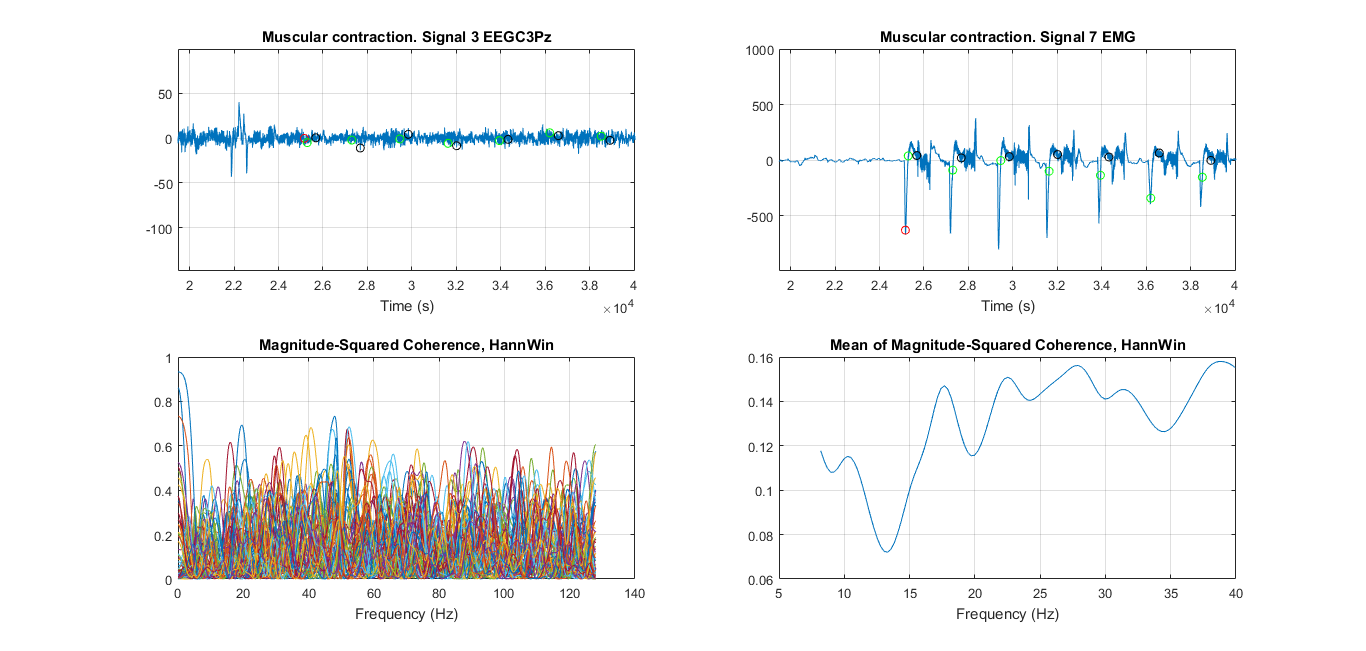 Muscular contraction. Signal 3 EEGC3Pz
50
0
-50
-100
2 2.2 2.4 2.6 2.8 3 3.2 3.4 3.6 3.8 4
Time (s)
×10^4
Muscular contraction. Signal 7 EMG
1000
500
0
-500
2 2.2 2.4 2.6 2.8 3 3.2 3.4 3.6 3.8 4
Time (s)
×10^4
Magnitude-Squared Coherence, HannWin
1
0.8
0.6
0.4
0.2
0
0 20 40 60 80 100 120 140
Frequency (Hz)
Mean of Magnitude-Squared Coherence, HannWin
0.16
0.14
0.12
0.1
0.08
0.06
5 10 15 20 25 30 35 40
Frequency (Hz)